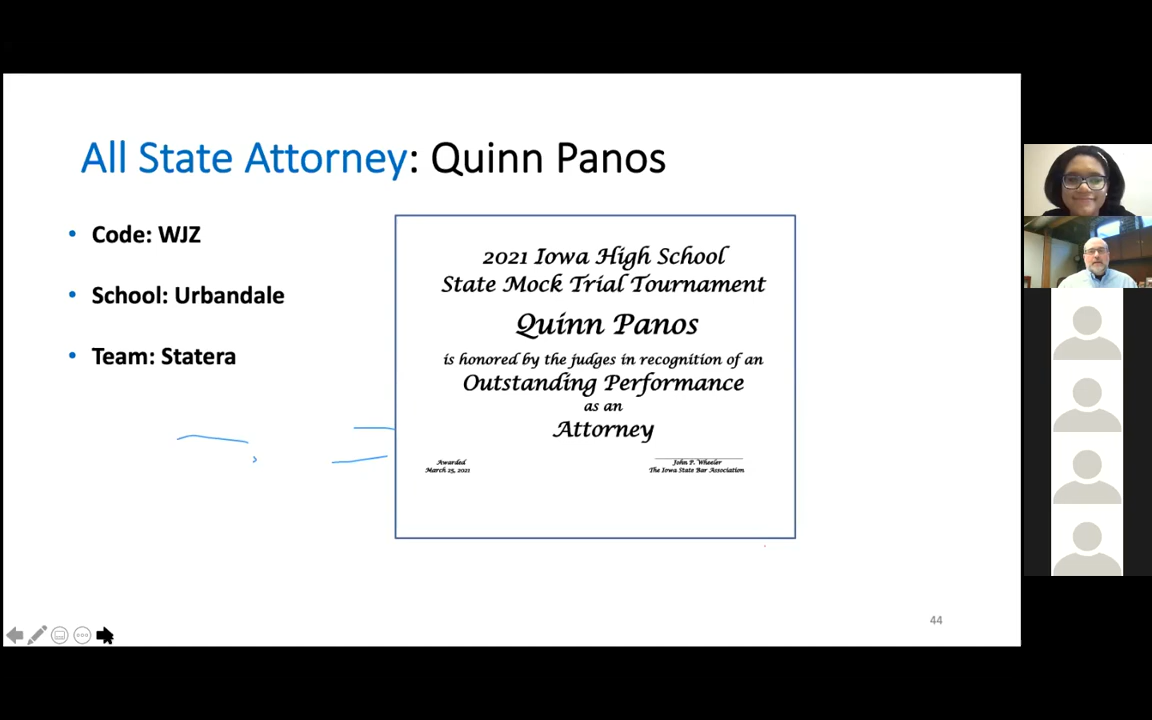 All State Attorney: Quinn Panos
• Code: WJZ
• School: Urbandale
• Team: Statera
2021 Iowa High School
State Mock Trial Tournament
Quinn Panos
is honored by the judges in recognition of an
Outstanding Performance
as an
Attorney
Awarded
March 25, 2021
John P. Wheeler
The Iowa State Bar Association
44